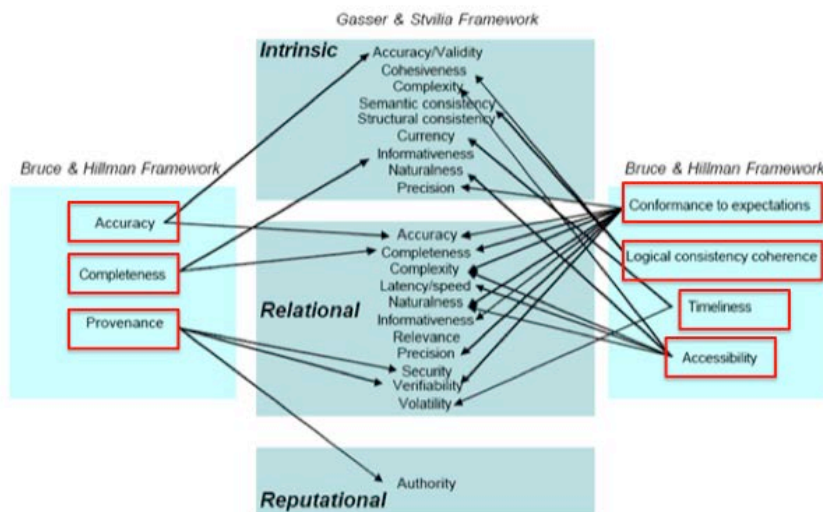 Gasser & Stvilia Framework
Intrinsic
Accuracy/Validity
Cohesiveness
Complexity
Semantic consistency
Structural consistency
Currency
Informativeness
Naturalness
Precision
Bruce & Hillman Framework
Accuracy
Completeness
Provenance
Relational
Accuracy
Completeness
Complexity
Latency/speed
Naturalness
Informativeness
Relevance
Precision
Security
Verifiability
Volatility
Reputational
Authority
Bruce & Hillman Framework
Conformance to expectations
Logical consistency coherence
Timeliness
Accessibility